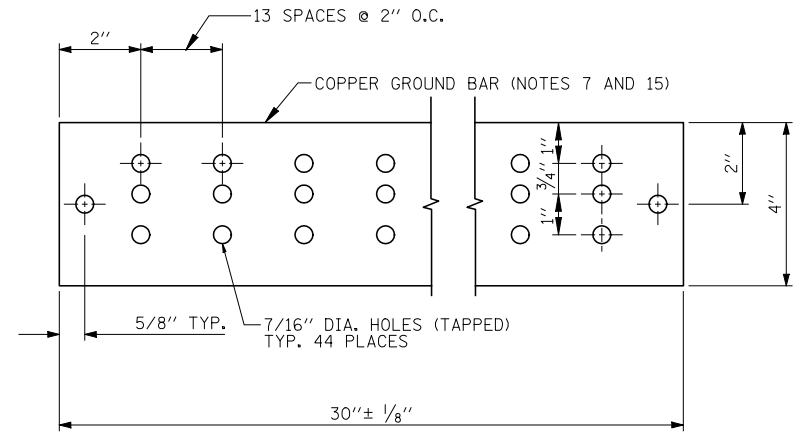 13 SPACES @ 2" O.C.
2"
COPPER GROUND BAR (NOTES 7 AND 15)
1"
3/4"
1"
2"
4"
5/8" TYP.
7/16" DIA. HOLES (TAPPED)
TYP. 44 PLACES
30"± 1/8"